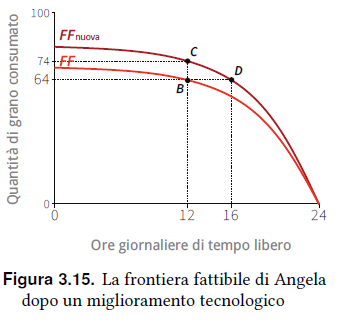 Quantità di grano consumato
100
74
64
0
FFnuova
FF
C
D
B
0
12
16
24
Ore giornaliere di tempo libero
Figura 3.15. La frontiera fattibile di Angela
dopo un miglioramento tecnologico